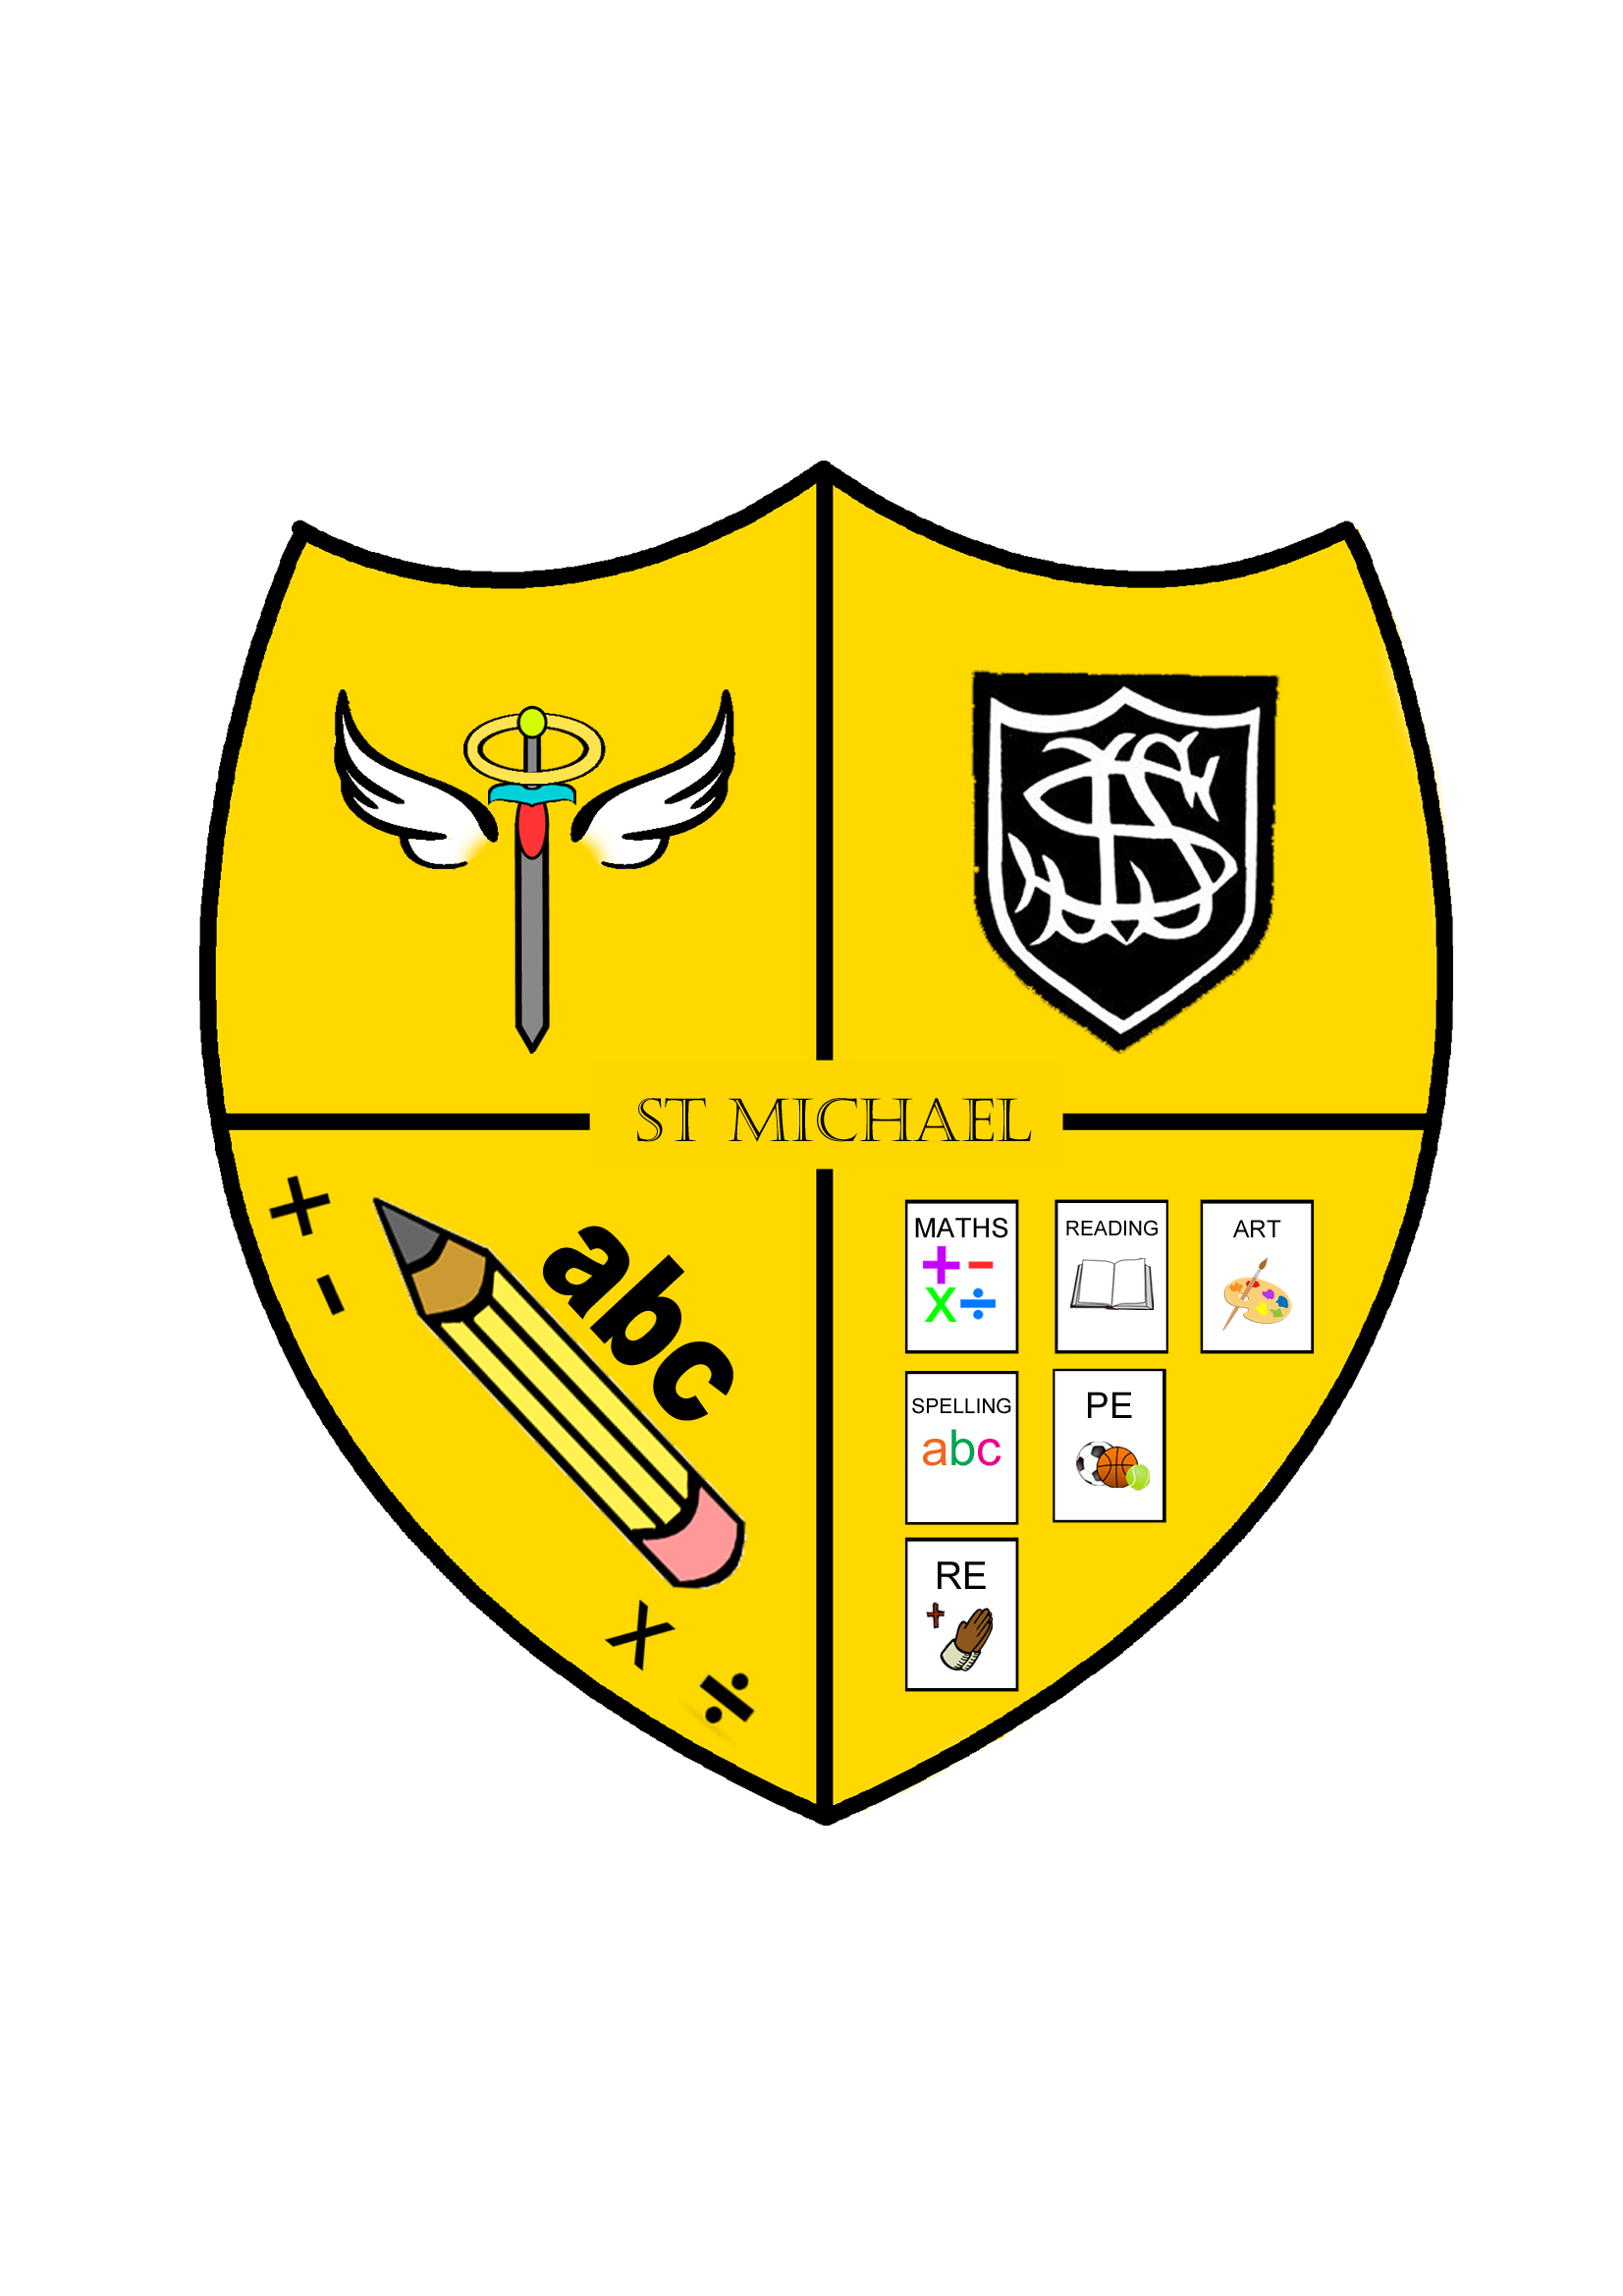 ST MICHAEL
+
-
abc
x
÷
MATHS
+ -
x ÷
READING
ART
SPELLING
abc
PE
RE